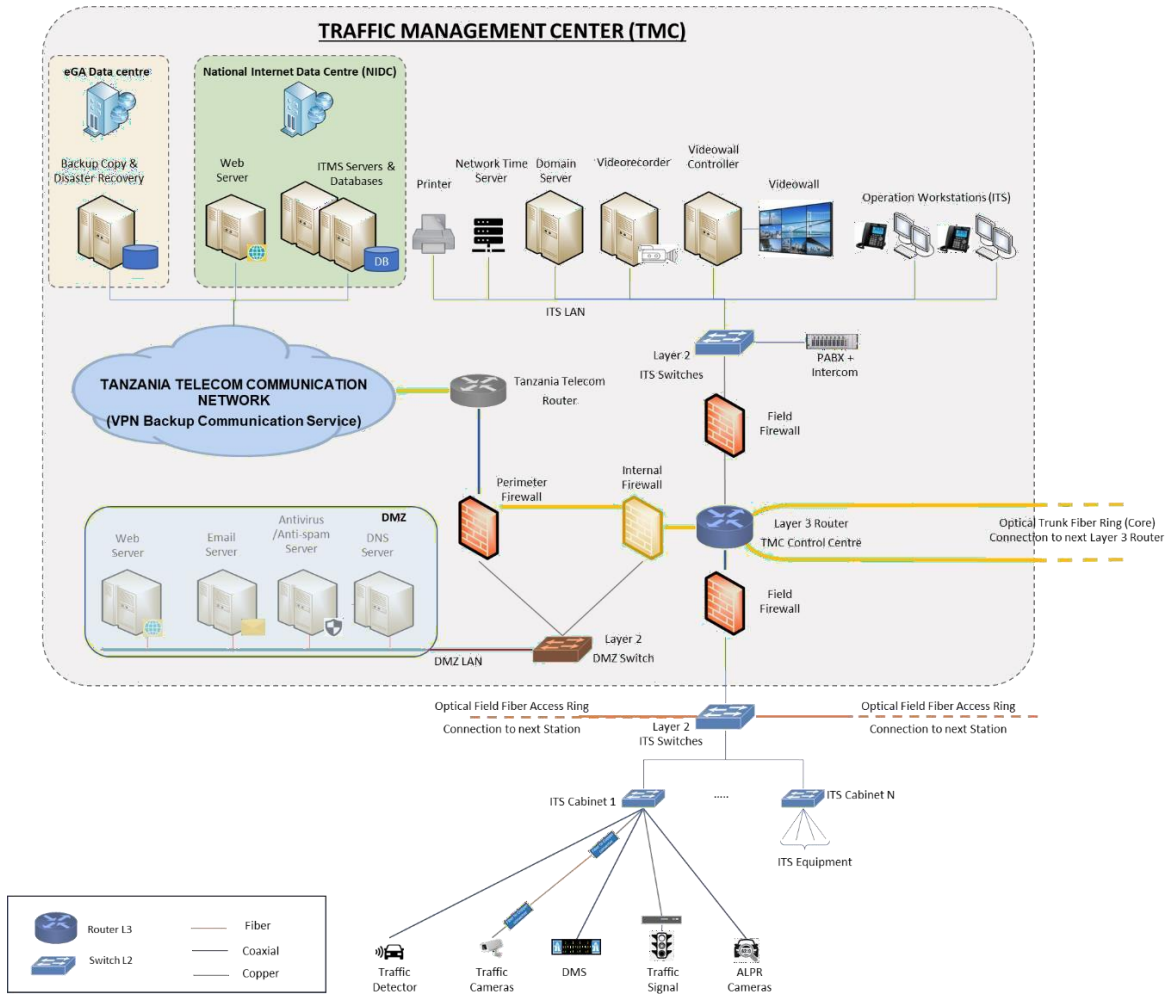 TRAFFIC MANAGEMENT CENTER (TMC)
eGA Data centre
National Internet Data Centre (NIDC)
Backup Copy &
Disaster Recovery
Web
Server
ITMS Servers &
Databases
DB
Printer
Network Time
Server
Domain
Server
Videorecorder
Videowall
Controller
Videowall
Operation Workstations (ITS)
ITS LAN
Layer 2
ITS Switches
PABX +
Intercom
TANZANIA TELECOM COMMUNICATION
NETWORK
(VPN Backup Communication Service)
Tanzania Telecom
Router
Field
Firewall
Perimeter
Firewall
Internal
Firewall
Layer 3 Router
TMC Control Centre
Optical Trunk Fiber Ring (Core)
Connection to next Layer 3 Router
DMZ
Web
Server
Email
Server
Antivirus
/Anti-spam
Server
DNS
Server
Field
Firewall
DMZ LAN
Layer 2
DMZ Switch
Optical Field Fiber Access Ring
Connection to next Station
Layer 2
ITS Switches
Optical Field Fiber Access Ring
Connection to next Station
ITS Cabinet 1
.....
ITS Cabinet N
ITS Equipment
Router L3
Switch L2
Fiber
Coaxial
Copper
Traffic
Detector
Traffic
Cameras
DMS
Traffic
Signal
ALPR
Cameras